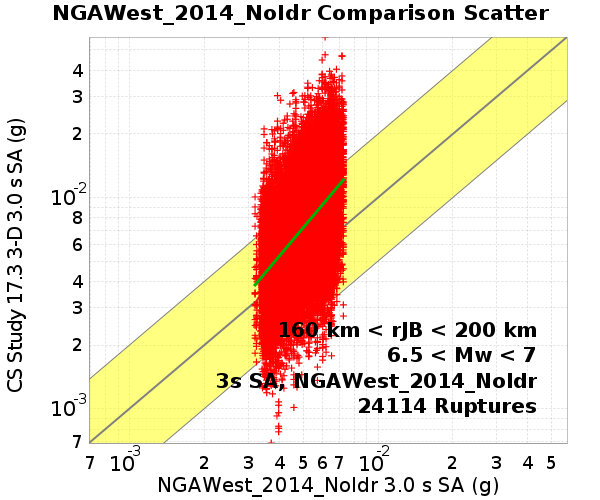 NGAWest_2014_NoIdr Comparison Scatter
CS Study 17.3 3-D 3.0 s SA (g)
4
3
2
10-2
8
6
4
3
2
10-3
7
160 km < rJB < 200 km
6.5 < Mw < 7
3s SA, NGAWest_2014_NoIdr
24114 Ruptures
7 10-3 2 3 4 5 6 7 10-2 2 3 4 5
NGAWest_2014_NoIdr 3.0 s SA (g)